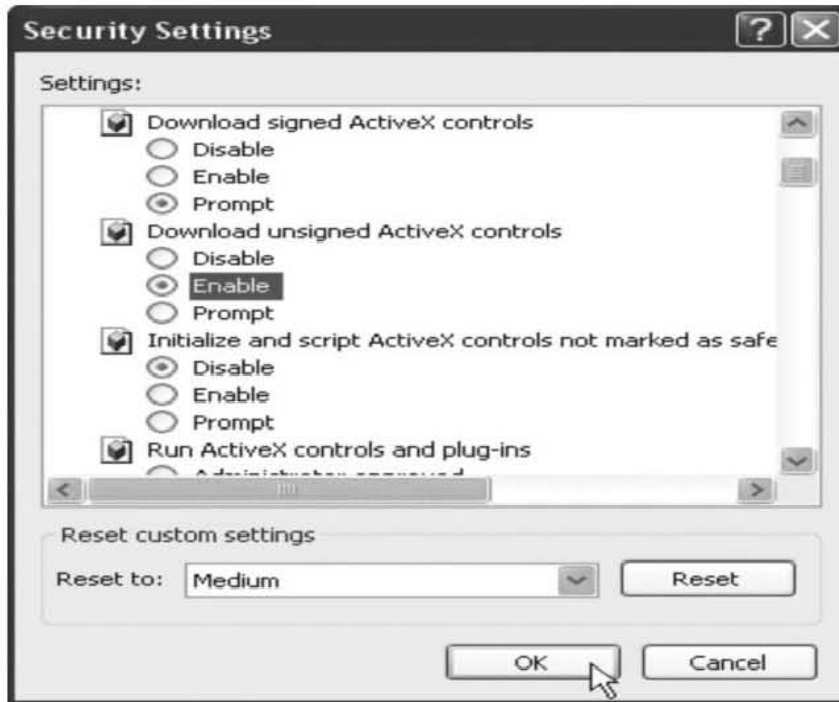 Security Settings
Settings:
Download signed ActiveX controls
Disable
Enable
Prompt
Download unsigned ActiveX controls
Disable
Enable
Prompt
Initialize and script ActiveX controls not marked as safe
Disable
Enable
Prompt
Run ActiveX controls and plug-ins
Administrator approved
Reset custom settings
Reset to: Medium Reset
OK Cancel